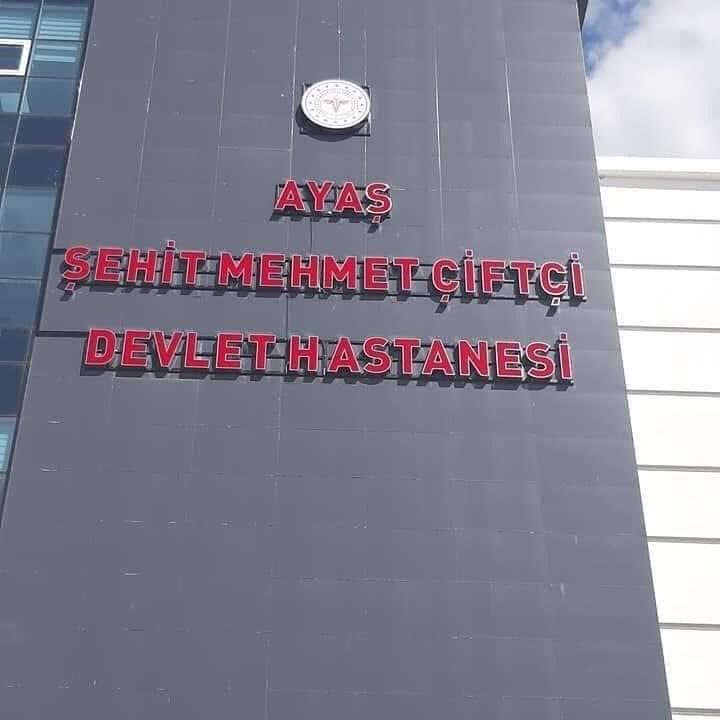 AYAŞ
ŞEHİT MEHMET ÇİFTÇİ
DEVLET HASTANESİ